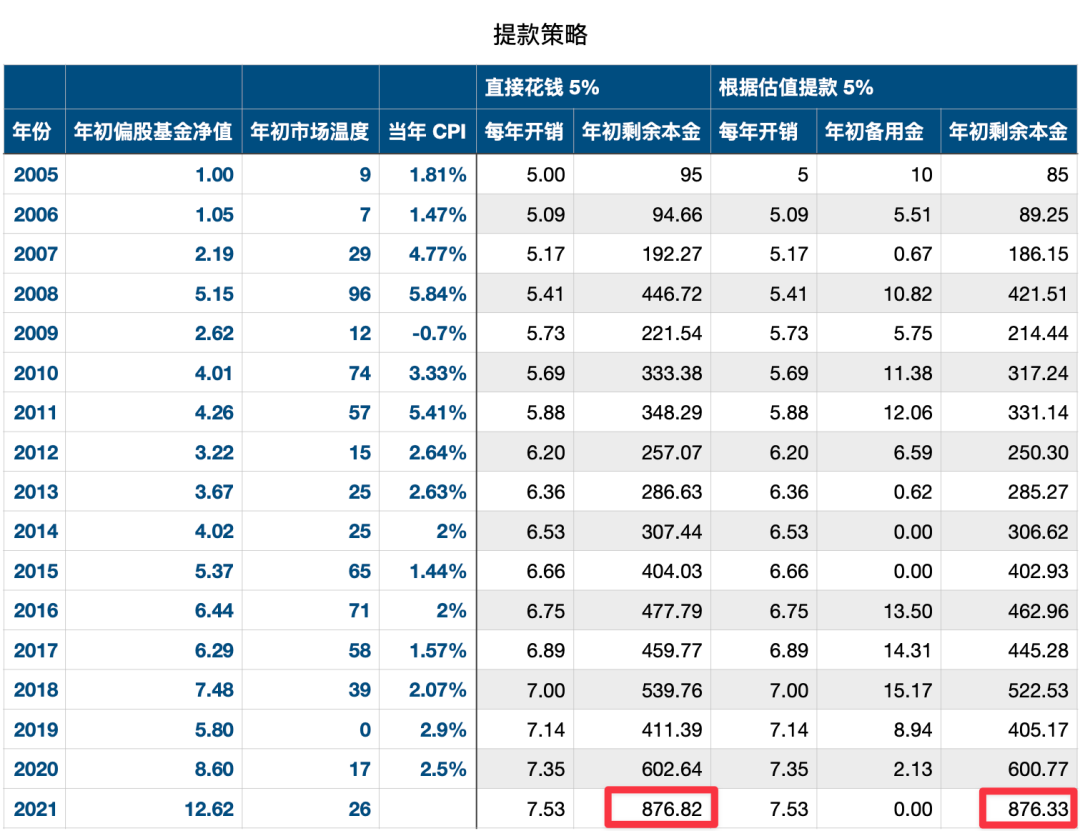 提款策略
直接花钱 5% 根据估值提款 5%
年份 年初偏股基金净值 年初市场温度 当年 CPI 每年开销 年初剩余本金 每年开销 年初备用金 年初剩余本金
2005 1.00 9 1.81% 5.00 95 5 10 85
2006 1.05 7 1.47% 5.09 94.66 5.09 5.51 89.25
2007 2.19 29 4.77% 5.17 192.27 5.17 0.67 186.15
2008 5.15 96 5.84% 5.41 446.72 5.41 10.82 421.51
2009 2.62 12 -0.7% 5.73 221.54 5.73 5.75 214.44
2010 4.01 74 3.33% 5.69 333.38 5.69 11.38 317.24
2011 4.26 57 5.41% 5.88 348.29 5.88 12.06 331.14
2012 3.22 15 2.64% 6.20 257.07 6.20 6.59 250.30
2013 3.67 25 2.63% 6.36 286.63 6.36 0.62 285.27
2014 4.02 25 2% 6.53 307.44 6.53 0.00 306.62
2015 5.37 65 1.44% 6.66 404.03 6.66 0.00 402.93
2016 6.44 71 2% 6.75 477.79 6.75 13.50 462.96
2017 6.29 58 1.57% 6.89 459.77 6.89 14.31 445.28
2018 7.48 39 2.07% 7.00 539.76 7.00 15.17 522.53
2019 5.80 0 2.9% 7.14 411.39 7.14 8.94 405.17
2020 8.60 17 2.5% 7.35 602.64 7.35 2.13 600.77
2021 12.62 26 7.53 876.82 7.53 0.00 876.33